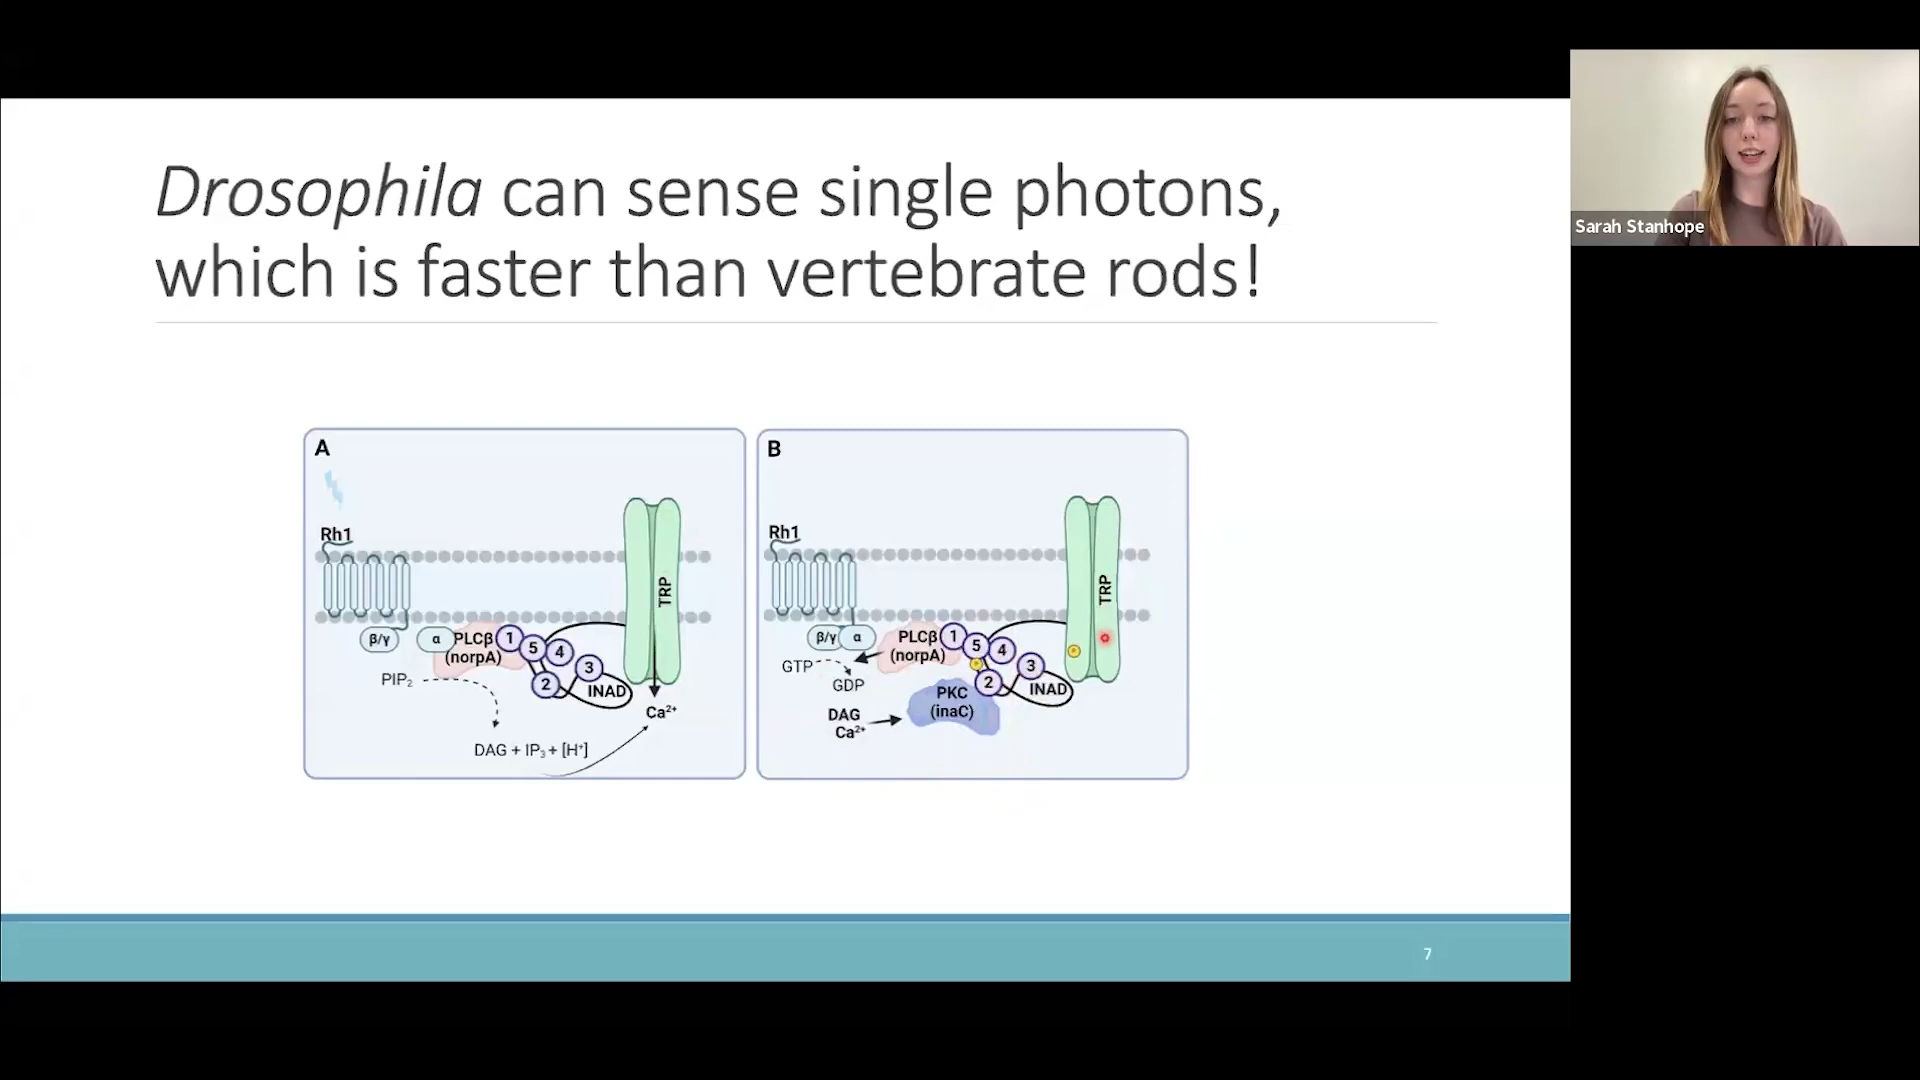 Drosophila can sense single photons,
which is faster than vertebrate rods!
Sarah Stanhope
A
Rh1
TRP
β/γ
α
PLCβ
(norpA)
1
5
4
3
2
INAD
PIP₂
Ca²⁺
DAG + IP₃ + [H⁺]
B
Rh1
TRP
β/γ
α
PLCβ
(norpA)
1
5
4
3
2
INAD
P
P
GTP
GDP
PKC
(inaC)
DAG
Ca²⁺
7